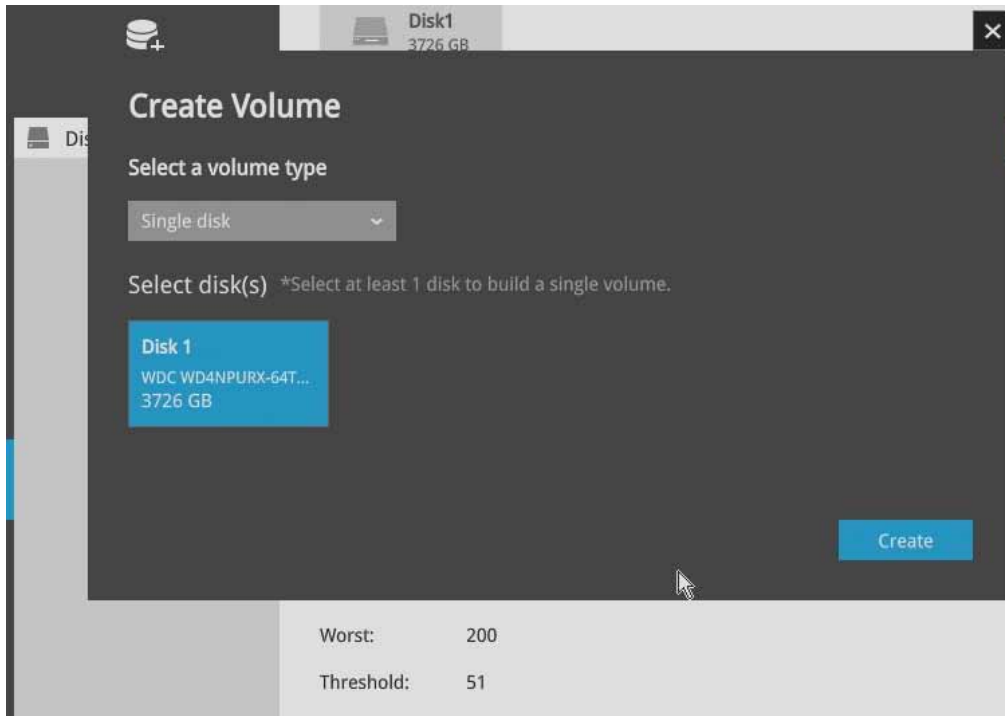 Disk1
3726 GB
Create Volume
Select a volume type
Single disk
Select disk(s) *Select at least 1 disk to build a single volume.
Disk 1
WDC WD4NPURX-64T...
3726 GB
Create
Worst: 200
Threshold: 51